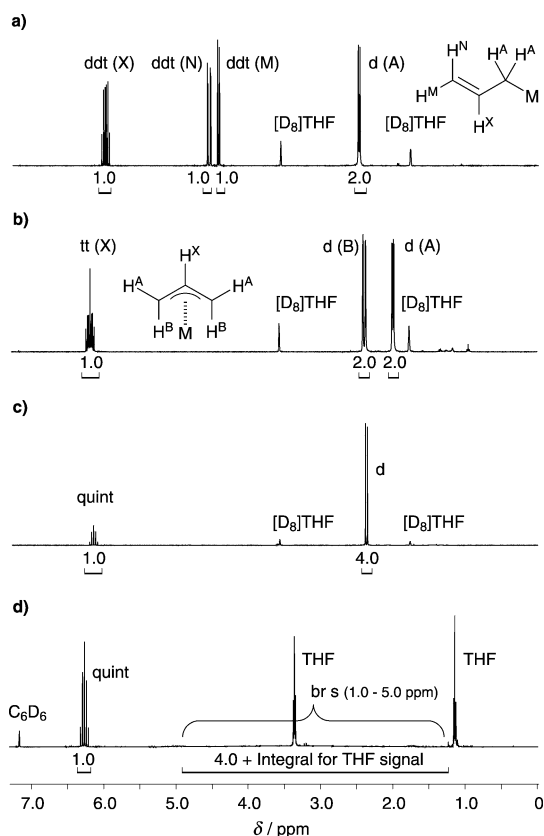 a)
ddt (X) ddt (N) ddt (M) d (A)
[D8]THF [D8]THF
H^N H^A H^A
H^M M
H^X
1.0 1.0 1.0 2.0
b)
tt (X) d (B) d (A)
H^X
H^A H^A
H^B H^B
M
[D8]THF [D8]THF
1.0 2.0 2.0
c)
quint d
[D8]THF [D8]THF
1.0 4.0
d)
quint THF THF
br s (1.0 - 5.0 ppm)
C6D6
1.0 4.0 + Integral for THF signal
7.0 6.0 5.0 4.0 3.0 2.0 1.0 0
δ / ppm